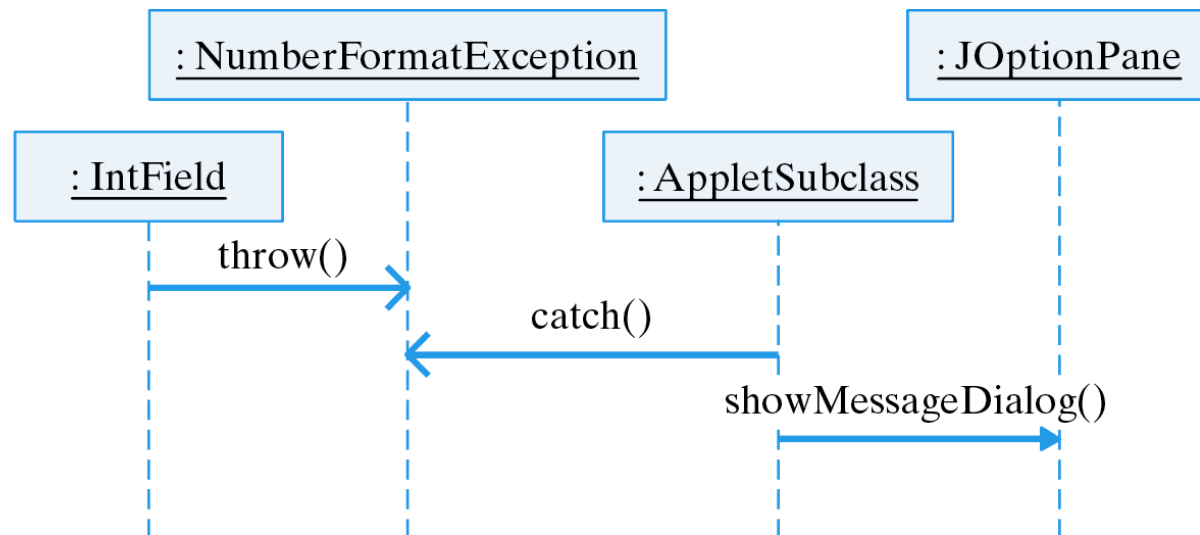 : NumberFormatException
: JOptionPane
: IntField
: AppletSubclass
throw()
catch()
showMessageDialog()